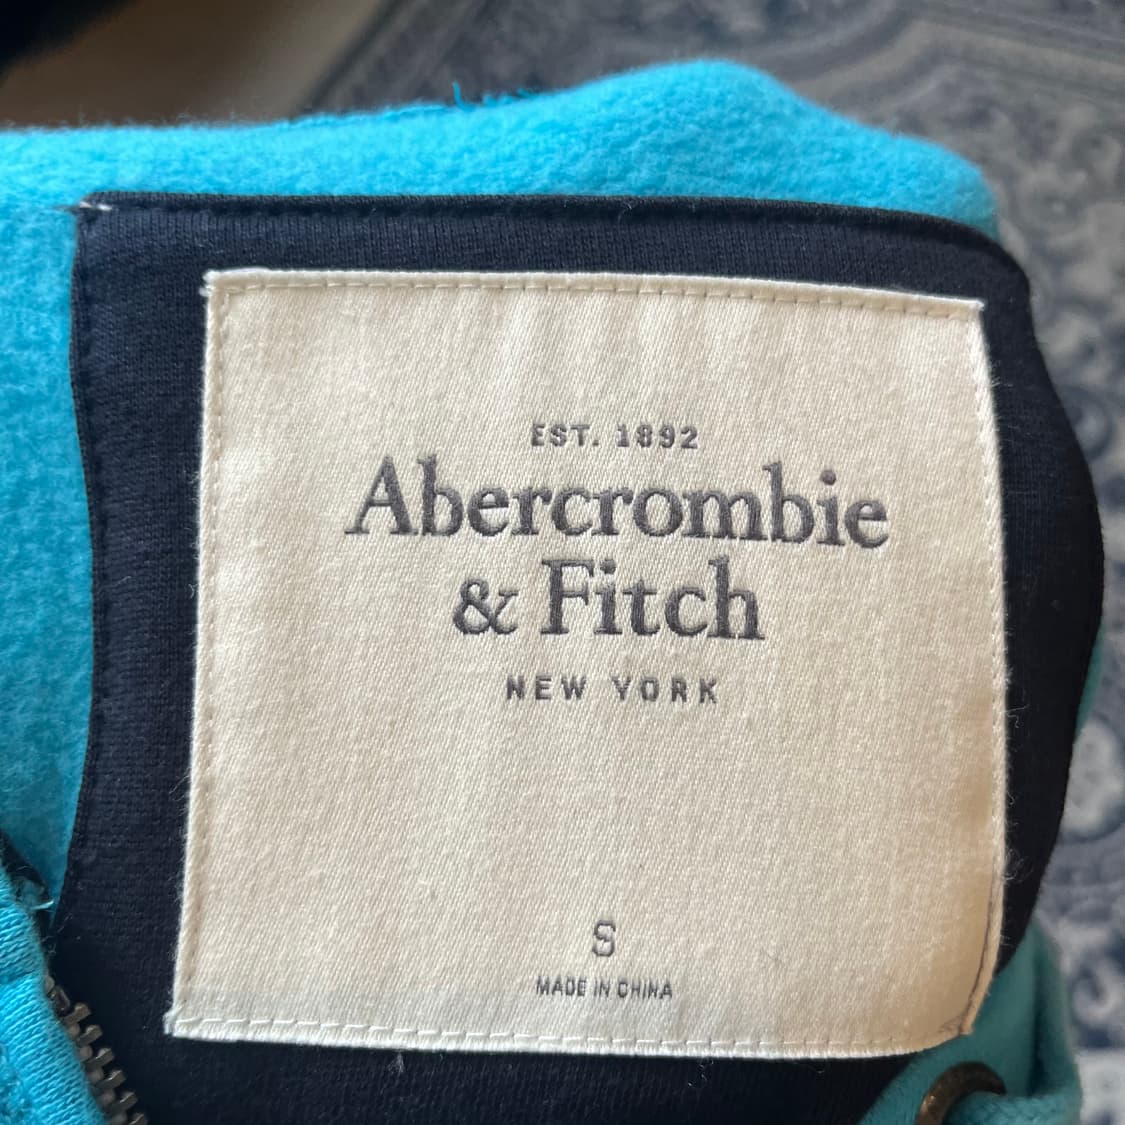 EST. 1892
Abercrombie
& Fitch
NEW YORK
S
MADE IN CHINA